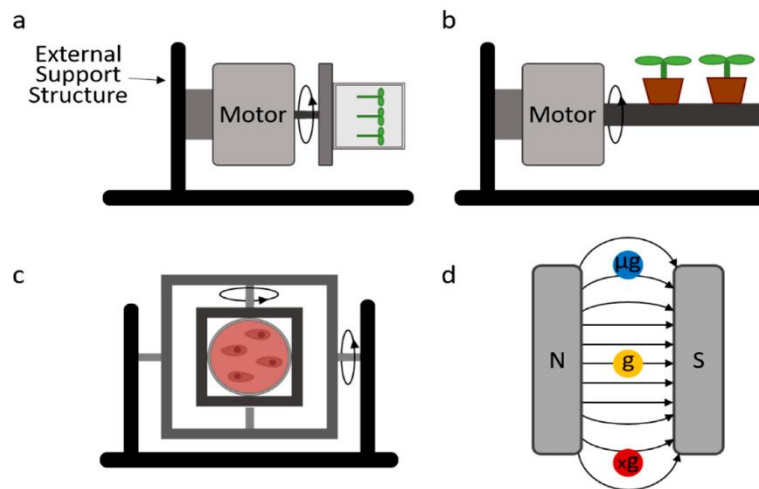 a
External
Support
Structure
Motor
b
Motor
c
d
μg
N
g
S
xg